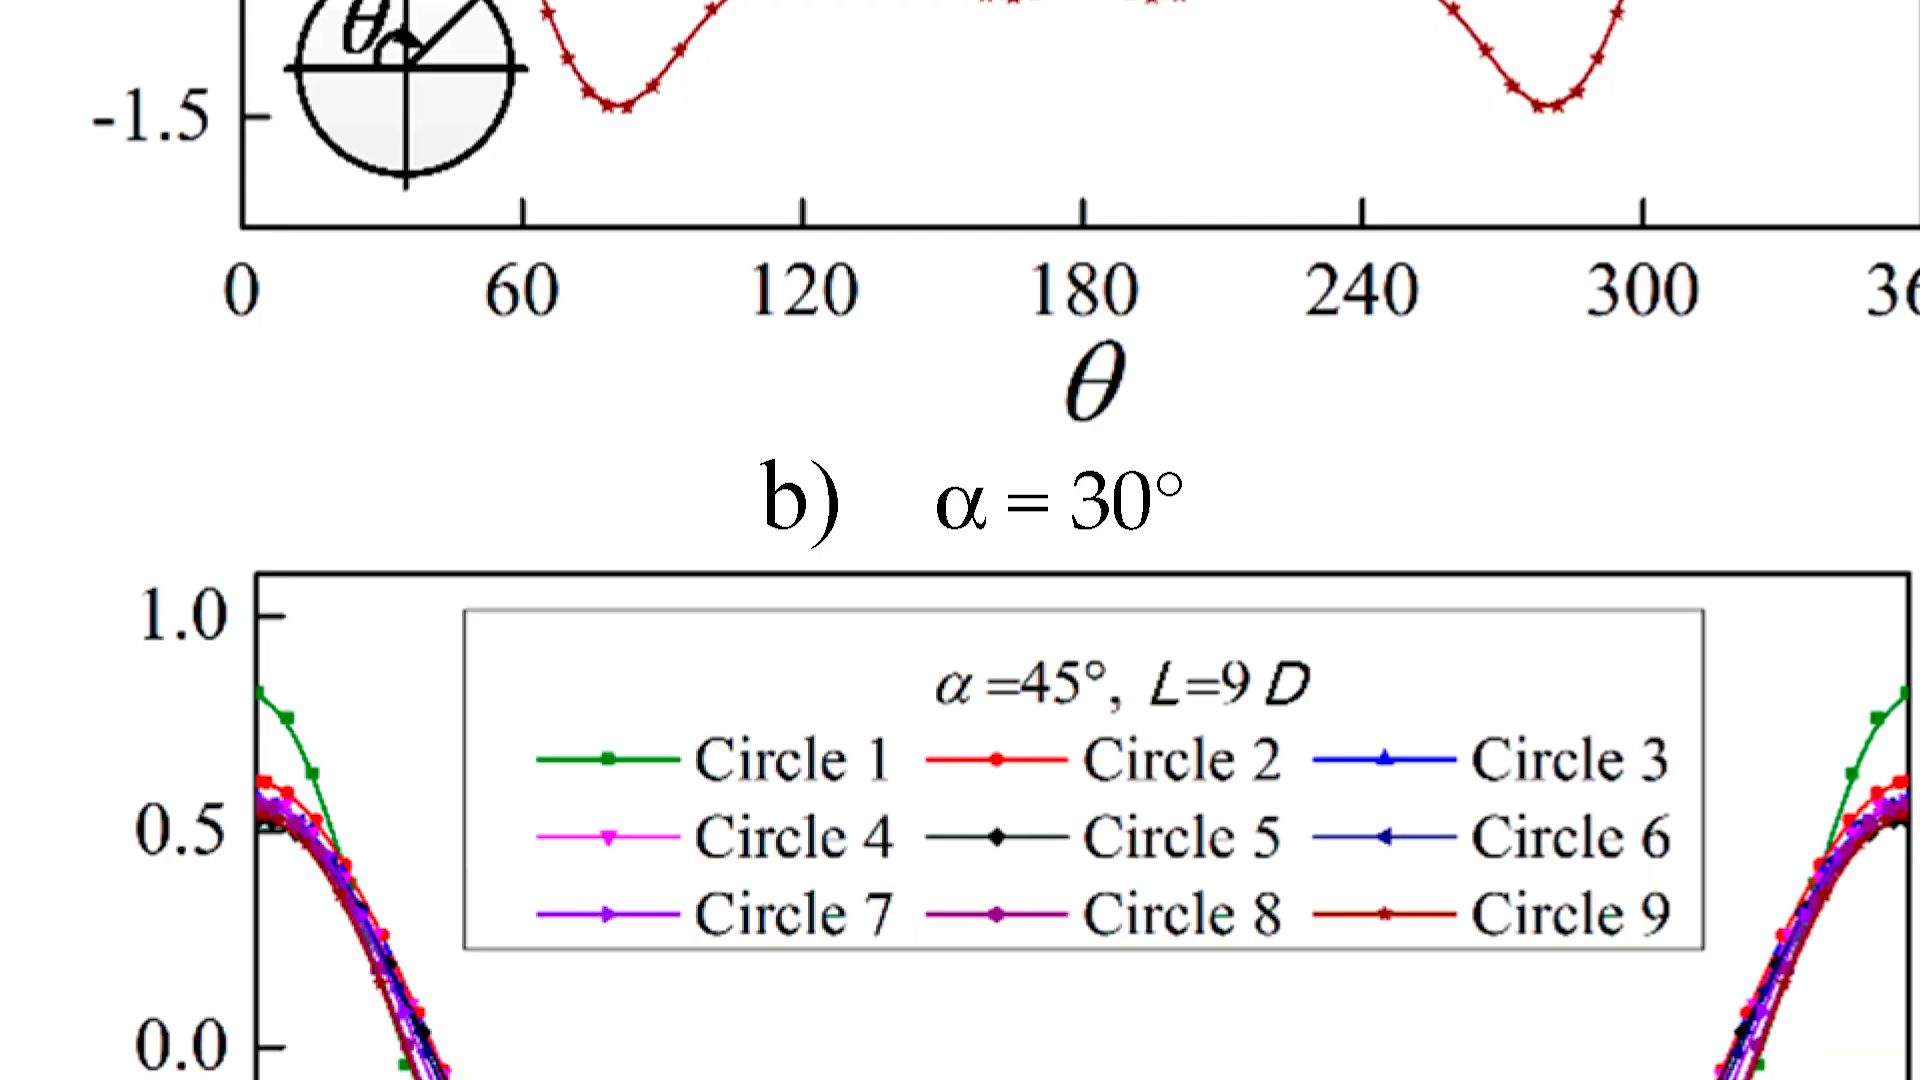 θ
-1.5
0 60 120 180 240 300 36
θ
b) α = 30°
1.0
α =45°, L=9 D
Circle 1 Circle 2 Circle 3
0.5
Circle 4 Circle 5 Circle 6
Circle 7 Circle 8 Circle 9
0.0